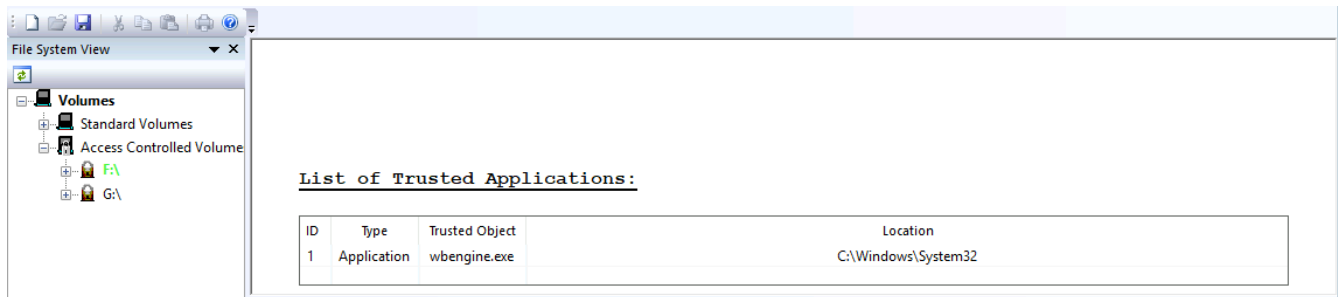 File System View
Volumes
Standard Volumes
Access Controlled Volume
F:\
G:\
List of Trusted Applications:
ID Type Trusted Object Location
1 Application wbengine.exe C:\Windows\System32